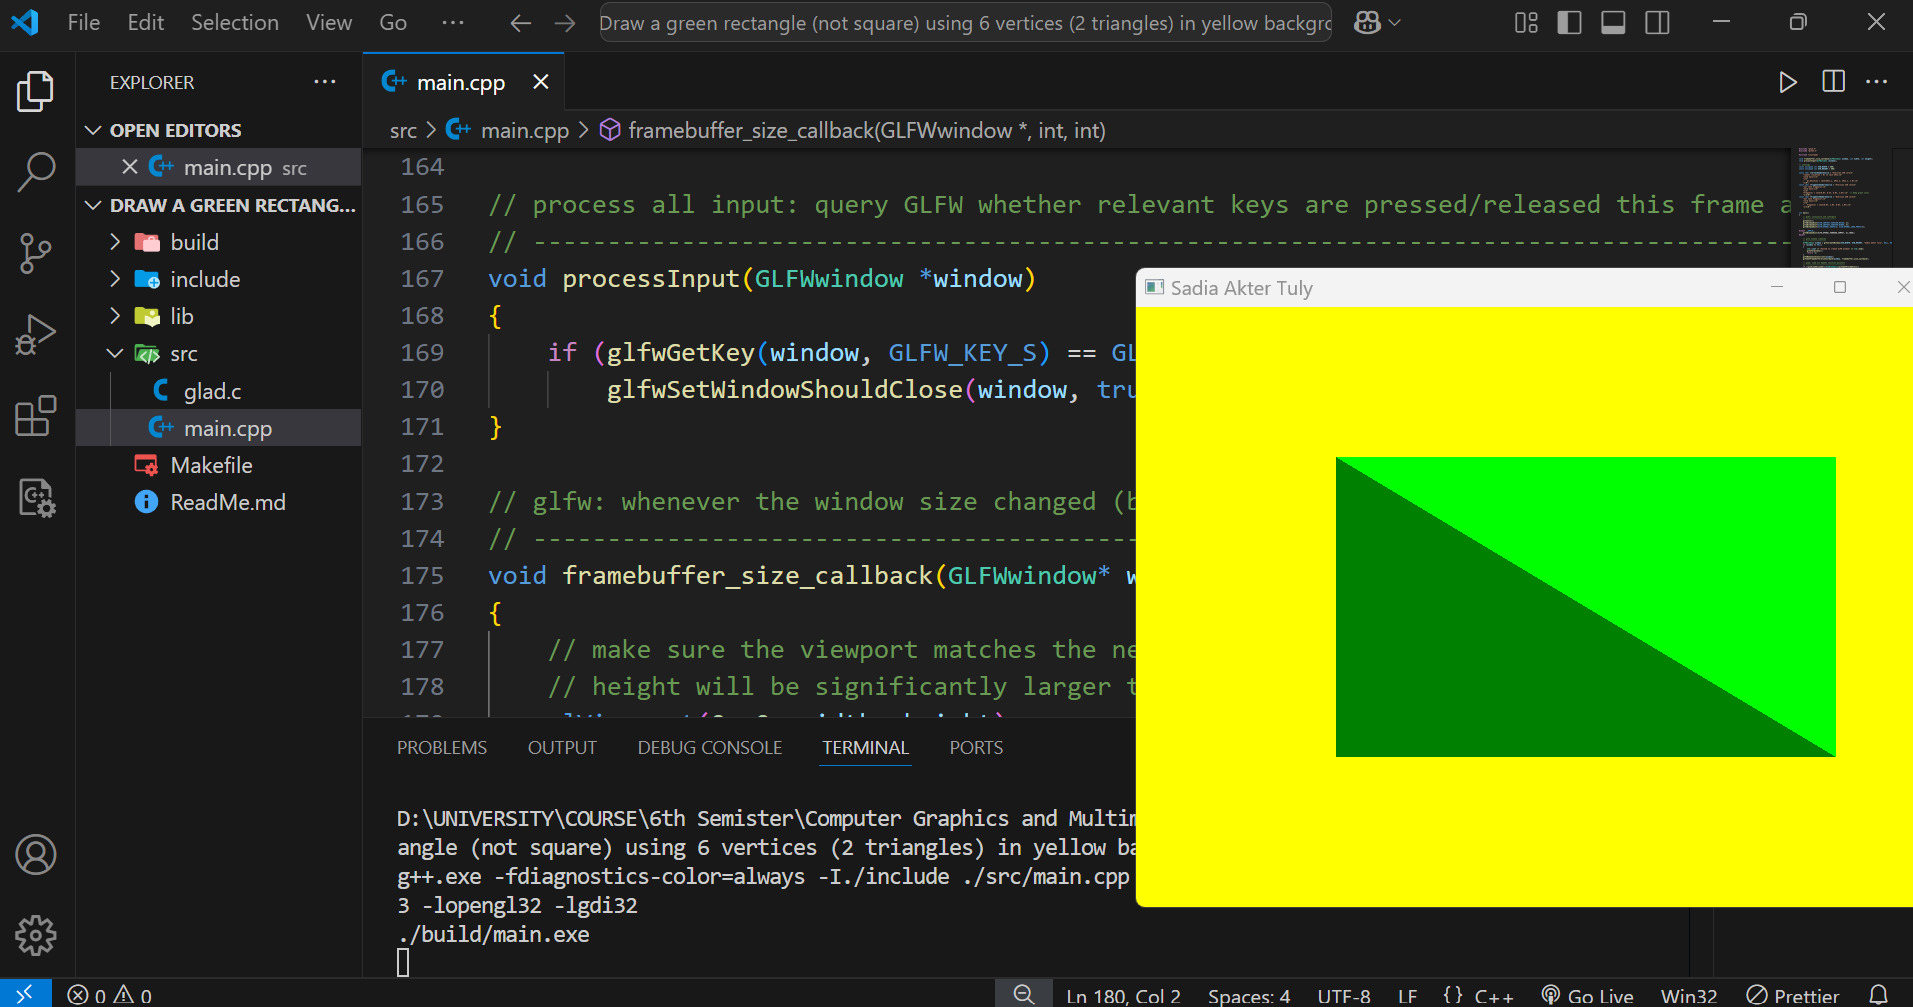 File Edit Selection View Go ··· Draw a green rectangle (not square) using 6 vertices (2 triangles) in yellow backgr
EXPLORER ···
OPEN EDITORS
main.cpp src
DRAW A GREEN RECTANG...
build
include
lib
src
glad.c
main.cpp
Makefile
ReadMe.md
main.cpp
src > main.cpp > framebuffer_size_callback(GLFWwindow *, int, int)
164
165 // process all input: query GLFW whether relevant keys are pressed/released this frame a
166 // -------------------------------------------------------------------------------------
167 void processInput(GLFWwindow *window)
168 {
169 if (glfwGetKey(window, GLFW_KEY_S) == GL
170 glfwSetWindowShouldClose(window, tru
171 }
172
173 // glfw: whenever the window size changed (b
174 // -----------------------------------------
175 void framebuffer_size_callback(GLFWwindow* w
176 {
177 // make sure the viewport matches the ne
178 // height will be significantly larger t
Sadia Akter Tuly
PROBLEMS OUTPUT DEBUG CONSOLE TERMINAL PORTS
D:\UNIVERSITY\COURSE\6th Semister\Computer Graphics and Multim
angle (not square) using 6 vertices (2 triangles) in yellow ba
g++.exe -fdiagnostics-color=always -I./include ./src/main.cpp
3 -lopengl32 -lgdi32
./build/main.exe
0 0 Ln 180, Col 2 Spaces: 4 UTF-8 LF {} C++ Go Live Win32 Prettier